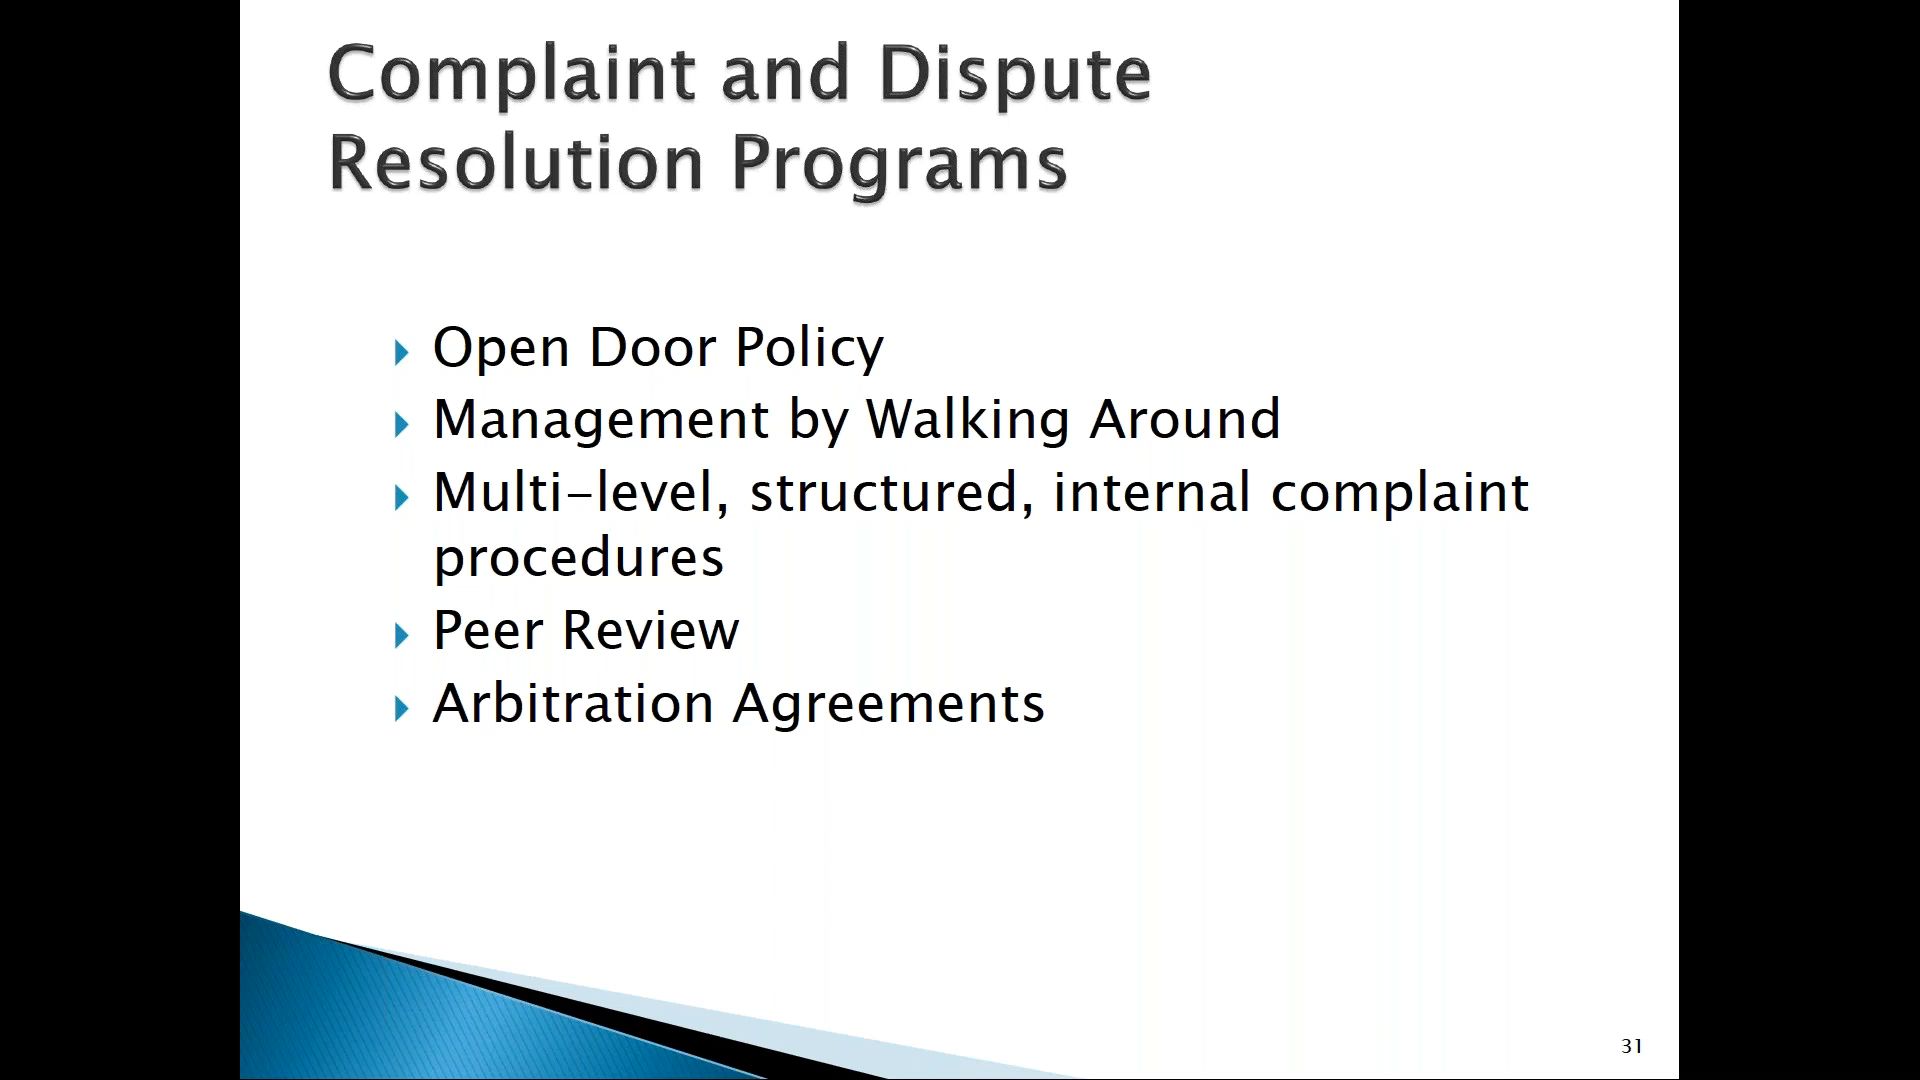 Complaint and Dispute
Resolution Programs
Open Door Policy
Management by Walking Around
Multi-level, structured, internal complaint
procedures
Peer Review
Arbitration Agreements
31